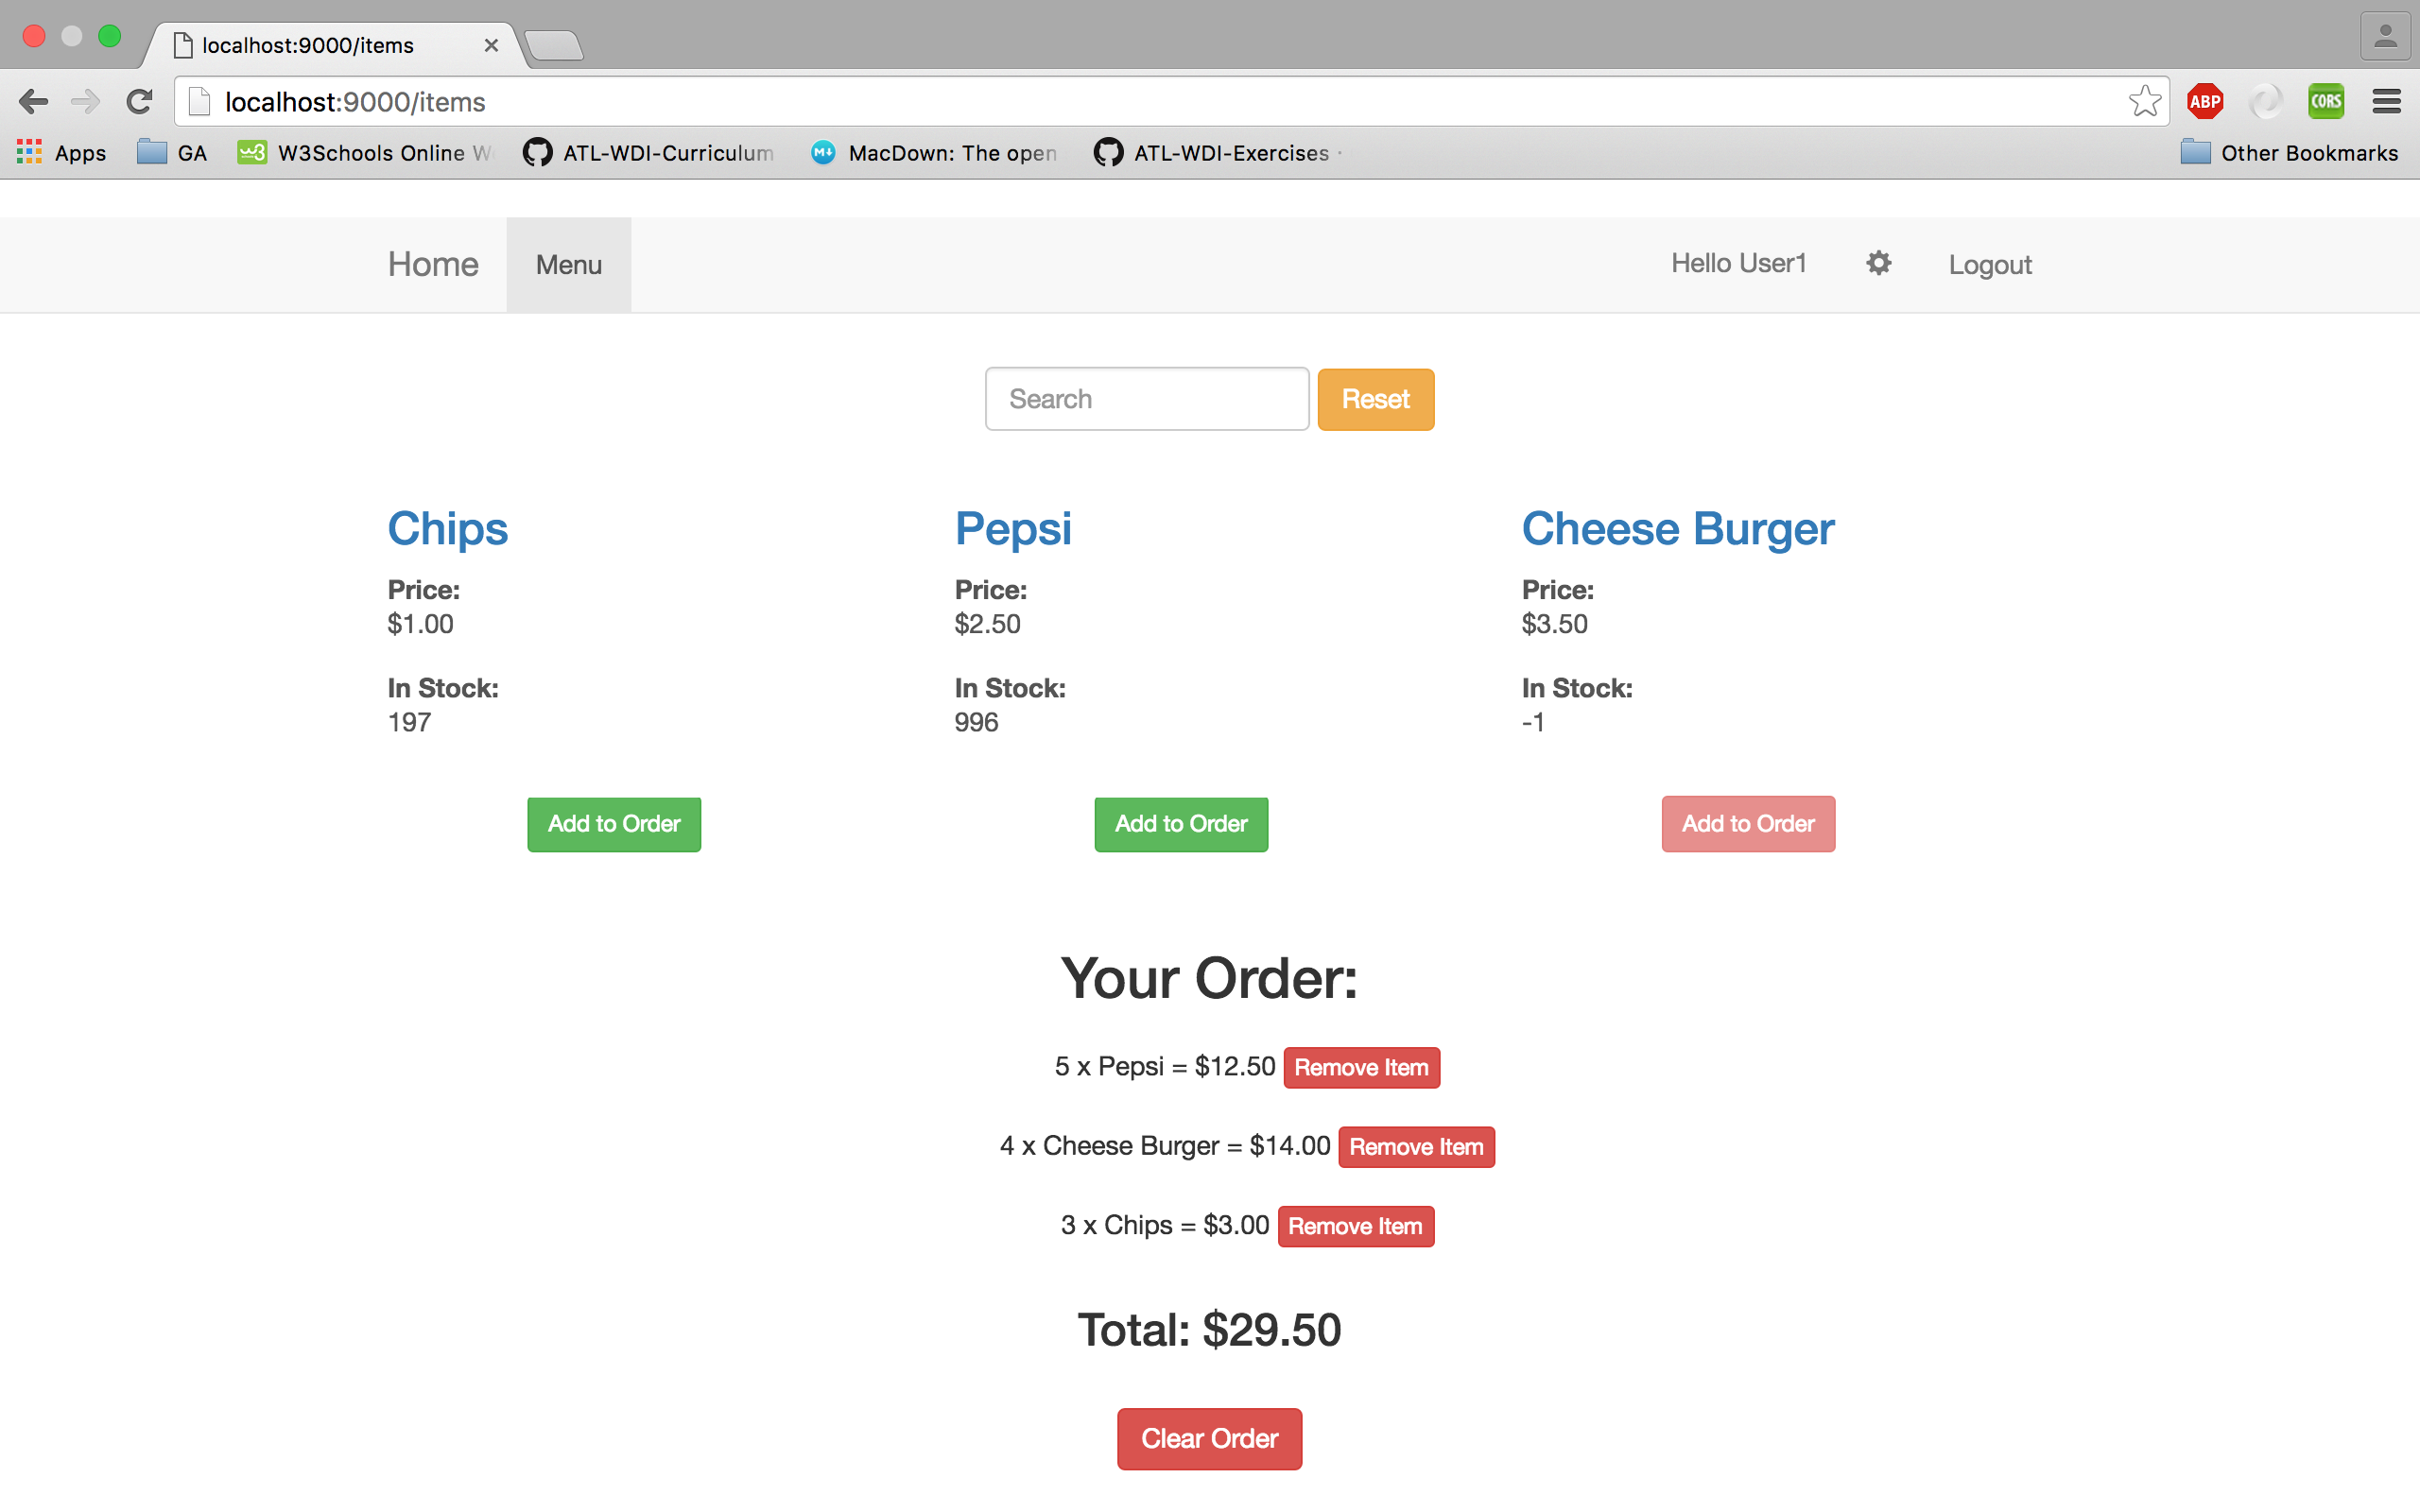 localhost:9000/items
localhost:9000/items
ABP
CORS
Apps GA W3Schools Online ATL-WDI-Curriculum MacDown: The open ATL-WDI-Exercises Other Bookmarks
Home Menu Hello User1 Logout
Search Reset
Chips Pepsi Cheese Burger
Price: Price: Price:
$1.00 $2.50 $3.50
In Stock: In Stock: In Stock:
197 996 -1
Add to Order Add to Order Add to Order
Your Order:
5 x Pepsi = $12.50 Remove Item
4 x Cheese Burger = $14.00 Remove Item
3 x Chips = $3.00 Remove Item
Total: $29.50
Clear Order